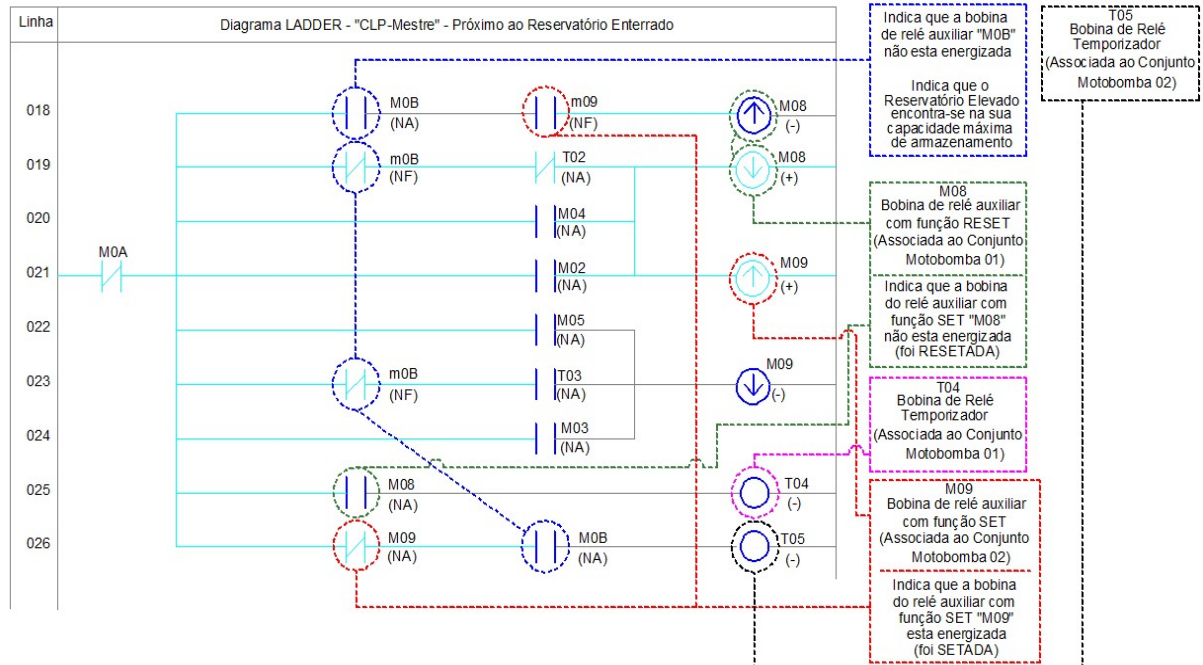 Linha
Diagrama LADDER - "CLP-Mestre" - Próximo ao Reservatório Enterrado
018
M0B
(NA)
m09
(NF)
M08
(-)
019
m0B
(NF)
T02
(NA)
M08
(+)
020
M04
(NA)
021
M0A
M02
(NA)
M09
(+)
022
M05
(NA)
023
m0B
(NF)
T03
(NA)
M09
(-)
024
M03
(NA)
025
M08
(NA)
T04
(-)
026
M09
(NA)
M0B
(NA)
T05
(-)
Indica que a bobina
de relé auxiliar "M0B"
não esta energizada
Indica que o
Reservatório Elevado
encontra-se na sua
capacidade máxima
de armazenamento
M08
Bobina de relé auxiliar
com função RESET
(Associada ao Conjunto
Motobomba 01)
Indica que a bobina
do relé auxiliar com
função SET "M08"
não esta energizada
(foi RESETADA)
T04
Bobina de Relé
Temporizador
(Associada ao Conjunto
Motobomba 01)
M09
Bobina de relé auxiliar
com função SET
(Associada ao Conjunto
Motobomba 02)
Indica que a bobina
do relé auxiliar com
função SET "M09"
esta energizada
(foi SETADA)
T05
Bobina de Relé
Temporizador
(Associada ao Conjunto
Motobomba 02)